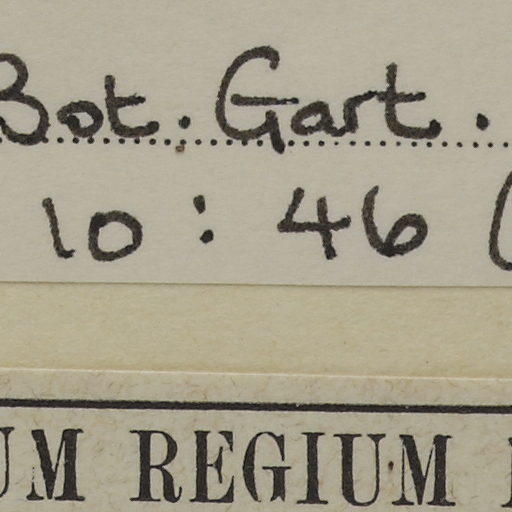 Bot. Gart.
10 : 46 (
UM REGIUM